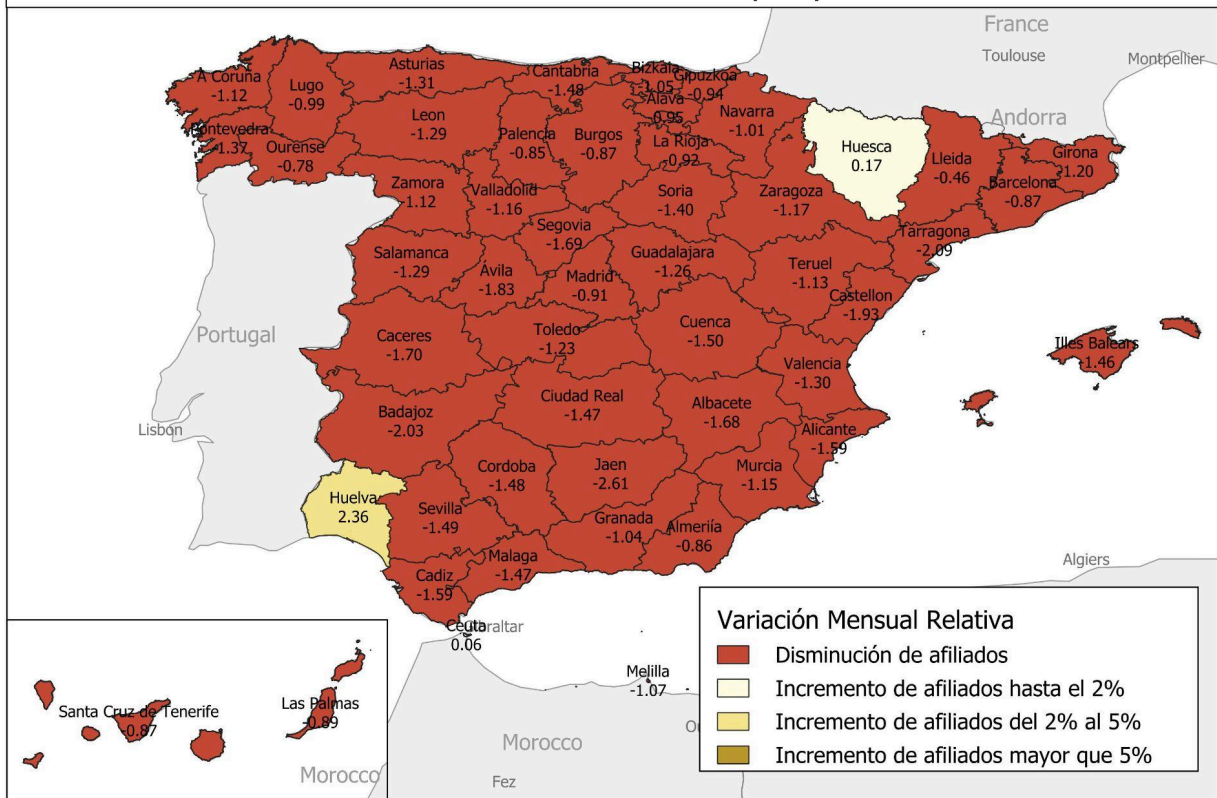 France
Toulouse
Montpellier
Andorra
A Coruña
-1.12
Lugo
-0.99
Asturias
-1.31
Cantabria
-1.48
Bizkaia
-1.05
Gipuzkoa
-0.94
Alava
-0.95
Navarra
-1.01
Huesca
0.17
Lleida
-0.46
Girona
-1.20
Barcelona
-0.87
Pontevedra
-1.37
Ourense
-0.78
Leon
-1.29
Palencia
-0.85
Burgos
-0.87
La Rioja
-0.92
Zamora
-1.12
Valladolid
-1.16
Soria
-1.40
Zaragoza
-1.17
Tarragona
-2.09
Segovia
-1.69
Salamanca
-1.29
Ávila
-1.83
Madrid
-0.91
Guadalajara
-1.26
Teruel
-1.13
Castellon
-1.93
Portugal
Caceres
-1.70
Toledo
-1.23
Cuenca
-1.50
Valencia
-1.30
Illes Balears
-1.46
Lisbon
Badajoz
-2.03
Ciudad Real
-1.47
Albacete
-1.68
Alicante
-1.59
Huelva
2.36
Sevilla
-1.49
Cordoba
-1.48
Jaen
-2.61
Murcia
-1.15
Granada
-1.04
Almeriía
-0.86
Cadiz
-1.59
Malaga
-1.47
Ceuta
0.06
Gibraltar
Algiers
Melilla
-1.07
Morocco
Fez
Santa Cruz de Tenerife
-0.87
Las Palmas
-0.89
Morocco
Variación Mensual Relativa
Disminución de afiliados
Incremento de afiliados hasta el 2%
Incremento de afiliados del 2% al 5%
Incremento de afiliados mayor que 5%